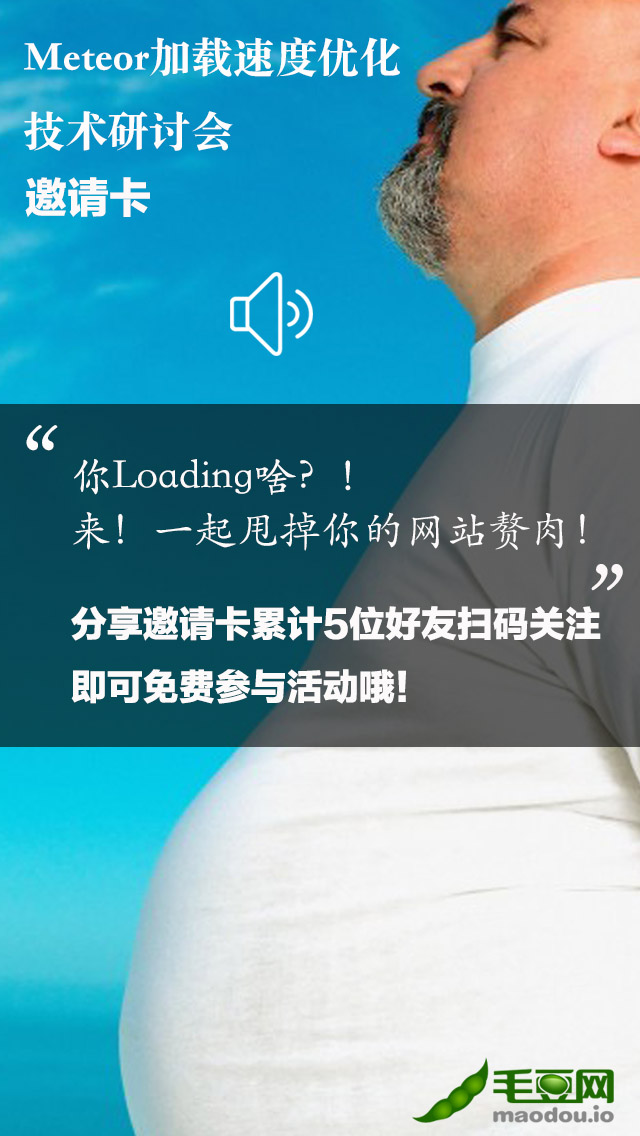 Meteor加载速度优化
技术研讨会
邀请卡
“
你Loading啥？！
来！一起甩掉你的网站赘肉！
”
分享邀请卡累计5位好友扫码关注
即可免费参与活动哦！
毛豆网
maodou.io